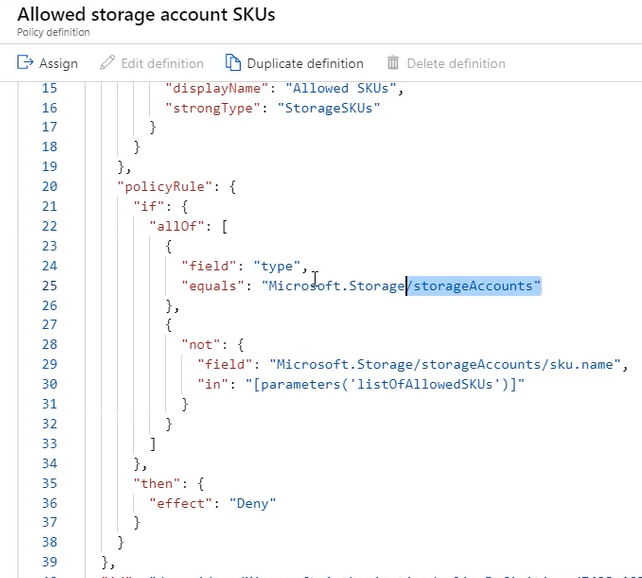 Allowed storage account SKUs
Policy definition
Assign Edit definition Duplicate definition Delete definition
15 "displayName": "Allowed SKUs",
16 "strongType": "StorageSKUs"
17 }
18 }
19 },
20 "policyRule": {
21 "if": {
22 "allOf": [
23 {
24 "field": "type",
25 "equals": "Microsoft.Storage/storageAccounts"
26 },
27 {
28 "not": {
29 "field": "Microsoft.Storage/storageAccounts/sku.name",
30 "in": "[parameters('listOfAllowedSKUs')]"
31 }
32 }
33 ]
34 },
35 "then": {
36 "effect": "Deny"
37 }
38 }
39 },